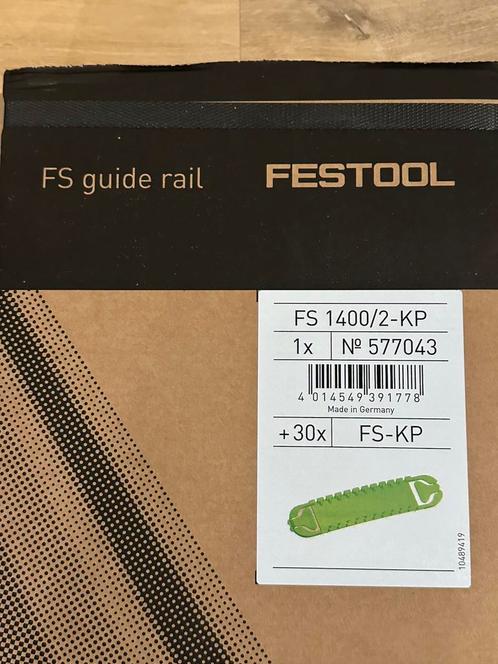 FS guide rail FESTOOL
FS 1400/2-KP
1x № 577043
4 014549 391778
Made in Germany
+30x FS-KP
10489419